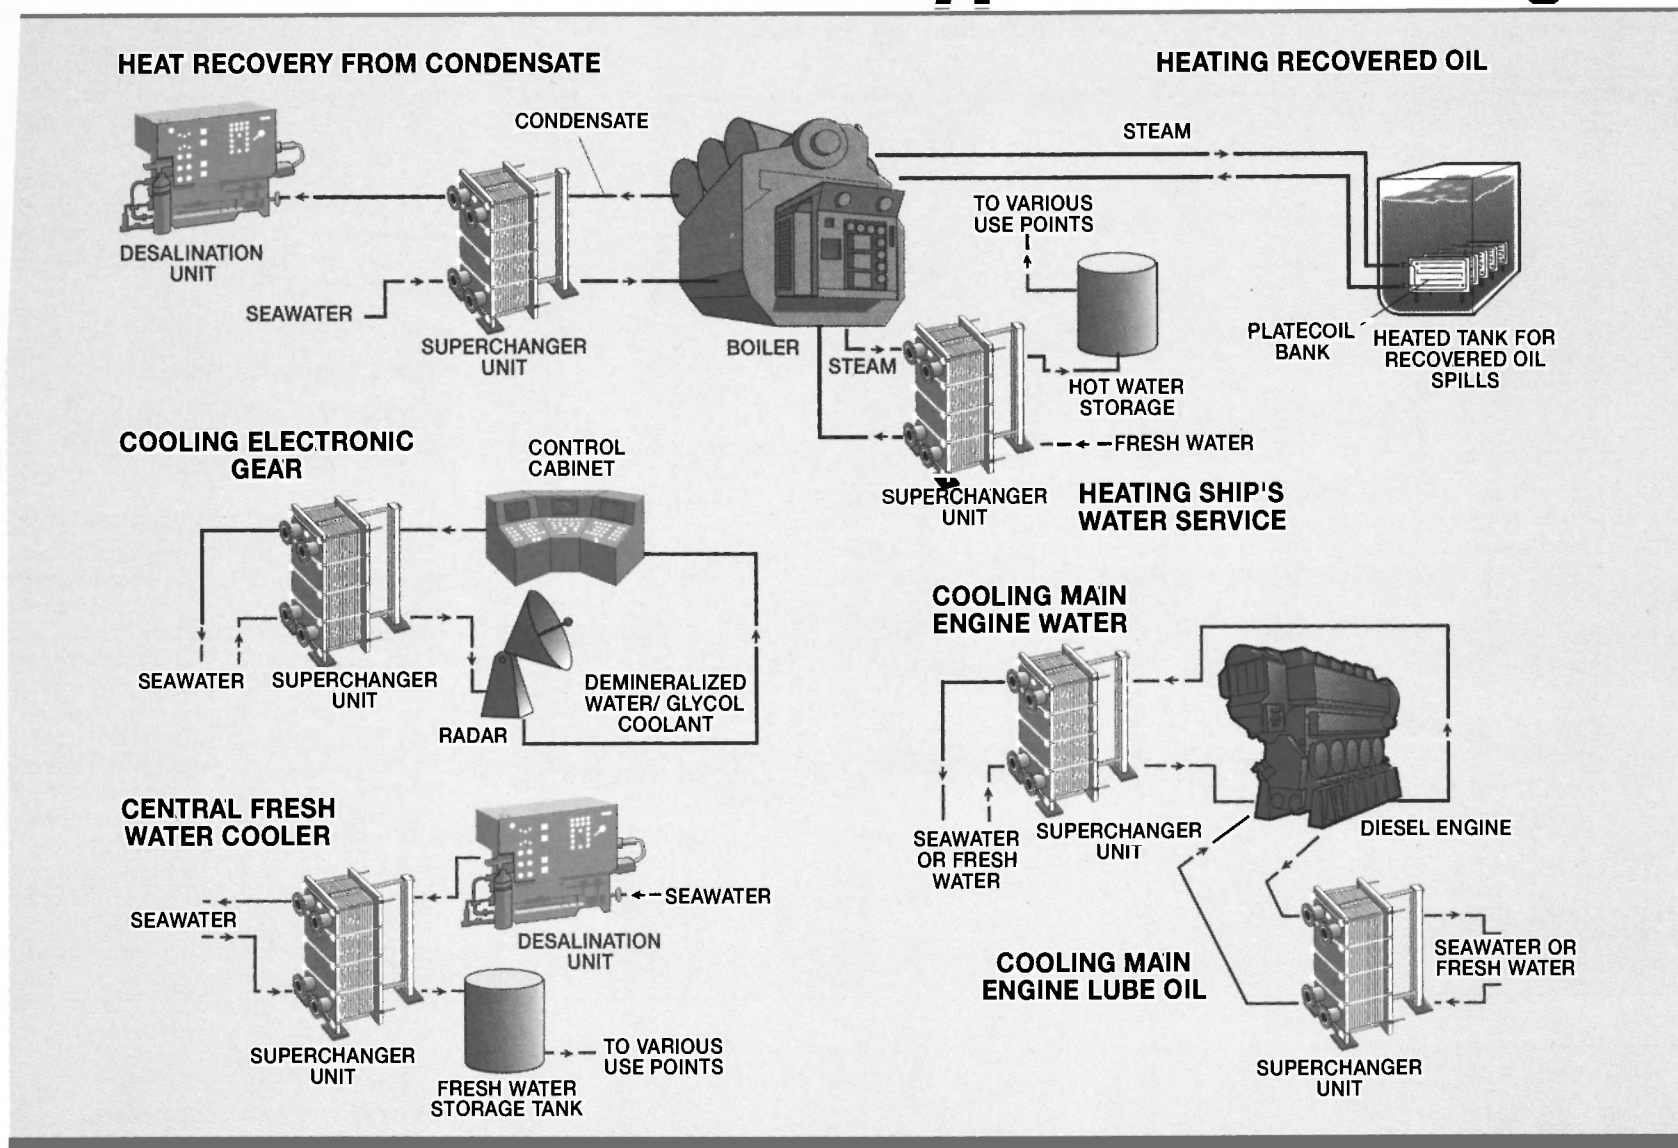 HEAT RECOVERY FROM CONDENSATE
HEATING RECOVERED OIL
CONDENSATE
STEAM
DESALINATION
UNIT
SEAWATER
SUPERCHANGER
UNIT
BOILER
STEAM
TO VARIOUS
USE POINTS
HOT WATER
STORAGE
FRESH WATER
PLATECOIL
BANK
HEATED TANK FOR
RECOVERED OIL
SPILLS
SUPERCHANGER
UNIT
HEATING SHIP'S
WATER SERVICE
COOLING ELECTRONIC
GEAR
CONTROL
CABINET
SEAWATER
SUPERCHANGER
UNIT
RADAR
DEMINERALIZED
WATER/ GLYCOL
COOLANT
COOLING MAIN
ENGINE WATER
SEAWATER
OR FRESH
WATER
SUPERCHANGER
UNIT
DIESEL ENGINE
CENTRAL FRESH
WATER COOLER
SEAWATER
SEAWATER
DESALINATION
UNIT
SUPERCHANGER
UNIT
FRESH WATER
STORAGE TANK
TO VARIOUS
USE POINTS
COOLING MAIN
ENGINE LUBE OIL
SEAWATER OR
FRESH WATER
SUPERCHANGER
UNIT